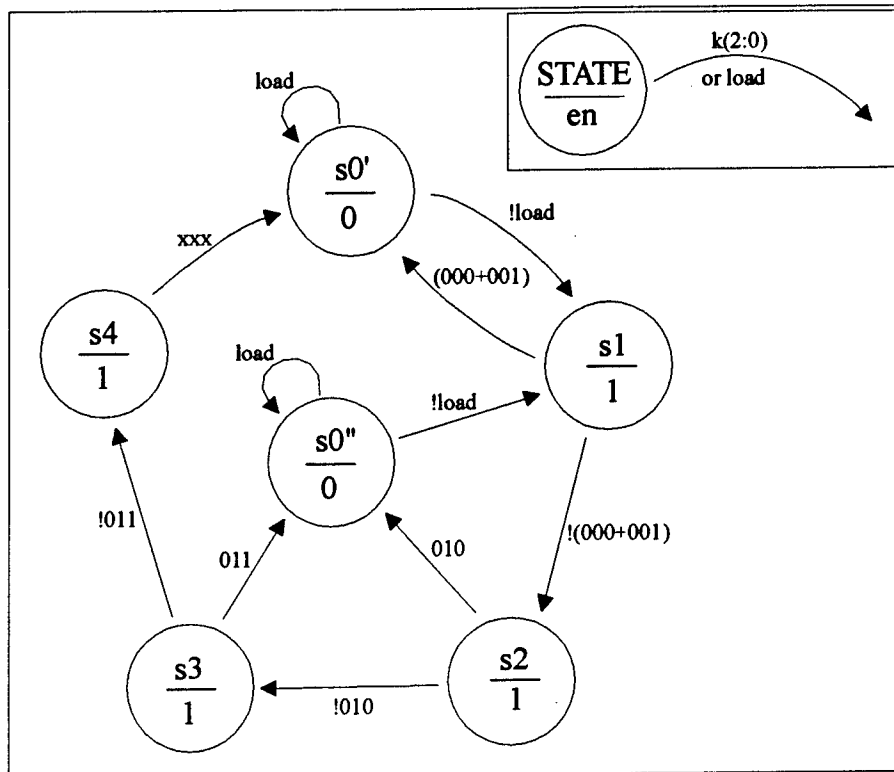 k(2:0)
or load
STATE
en
load
s0'
0
!load
xxx
(000+001)
s4
1
s1
1
load
s0"
0
!load
!011
011
010
!(000+001)
s3
1
!010
s2
1